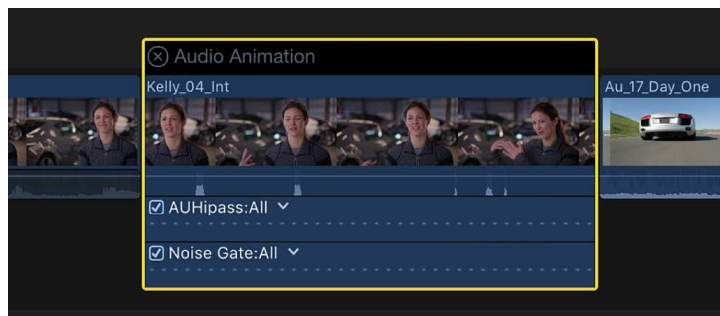 Audio Animation
Kelly_04_Int
Au_17_Day_One
AUHipass:All
Noise Gate:All